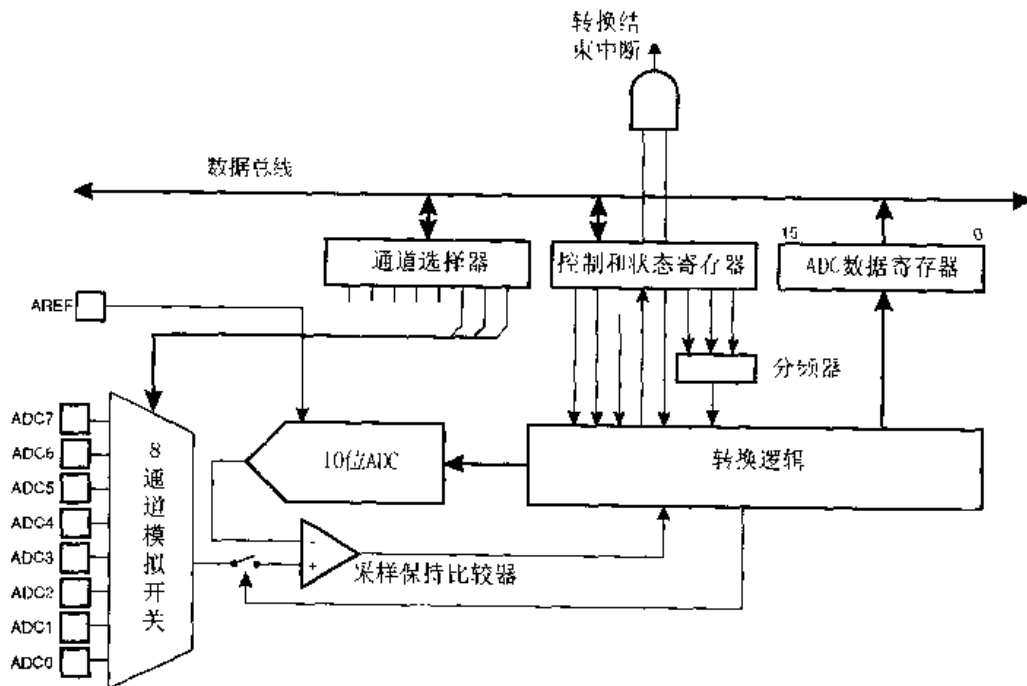 转换结
束中断
数据总线
通道选择器
控制和状态寄存器
15
0
ADC数据寄存器
AREF
分频器
ADC7
ADC6
ADC5
ADC4
ADC3
ADC2
ADC1
ADC0
8通道模拟开关
10位ADC
转换逻辑
-
+
采样保持比较器